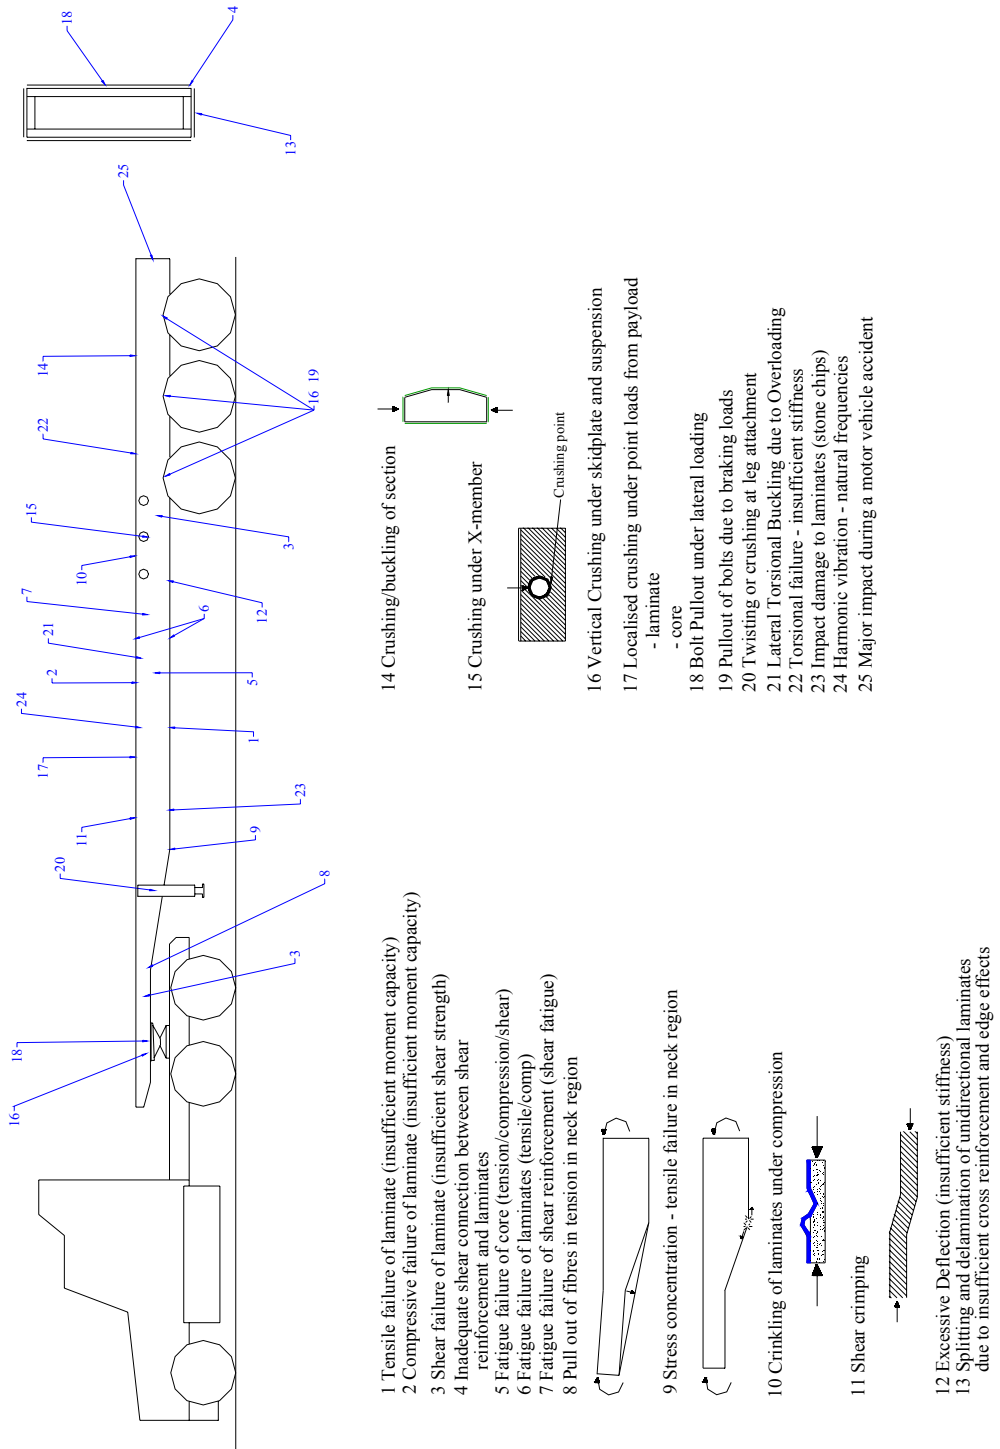 16
18
3
8
20
9
11
23
17
24
1
2
5
21
6
7
12
10
3
15
22
14
16 19
25
13
18
4
1 Tensile failure of laminate (insufficient moment capacity)
2 Compressive failure of laminate (insufficient moment capacity)
3 Shear failure of laminate (insufficient shear strength)
4 Inadequate shear connection betweeen shear
reinforcement and laminates
5 Fatigue failure of core (tension/compression/shear)
6 Fatigue failure of laminates (tensile/comp)
7 Fatigue failure of shear reinforcement (shear fatigue)
8 Pull out of fibres in tension in neck region
9 Stress concentration - tensile failure in neck region
10 Crinkling of laminates under compression
11 Shear crimping
12 Excessive Deflection (insufficient stiffness)
13 Splitting and delamination of unidirectional laminates
due to insufficient cross reinforcement and edge effects
14 Crushing/buckling of section
15 Crushing under X-member
Crushing point
16 Vertical Crushing under skidplate and suspension
17 Localised crushing under point loads from payload
- laminate
- core
18 Bolt Pullout under lateral loading
19 Pullout of bolts due to braking loads
20 Twisting or crushing at leg attachment
21 Lateral Torsional Buckling due to Overloading
22 Torsional failure - insufficient stiffness
23 Impact damage to laminates (stone chips)
24 Harmonic vibration - natural frequencies
25 Major impact during a motor vehicle accident